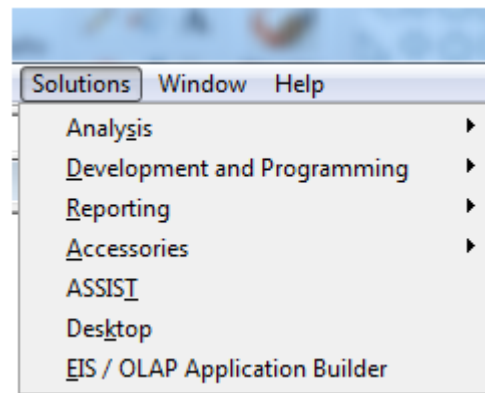 Solutions Window Help
Analysis
Development and Programming
Reporting
Accessories
ASSIST
Desktop
EIS / OLAP Application Builder